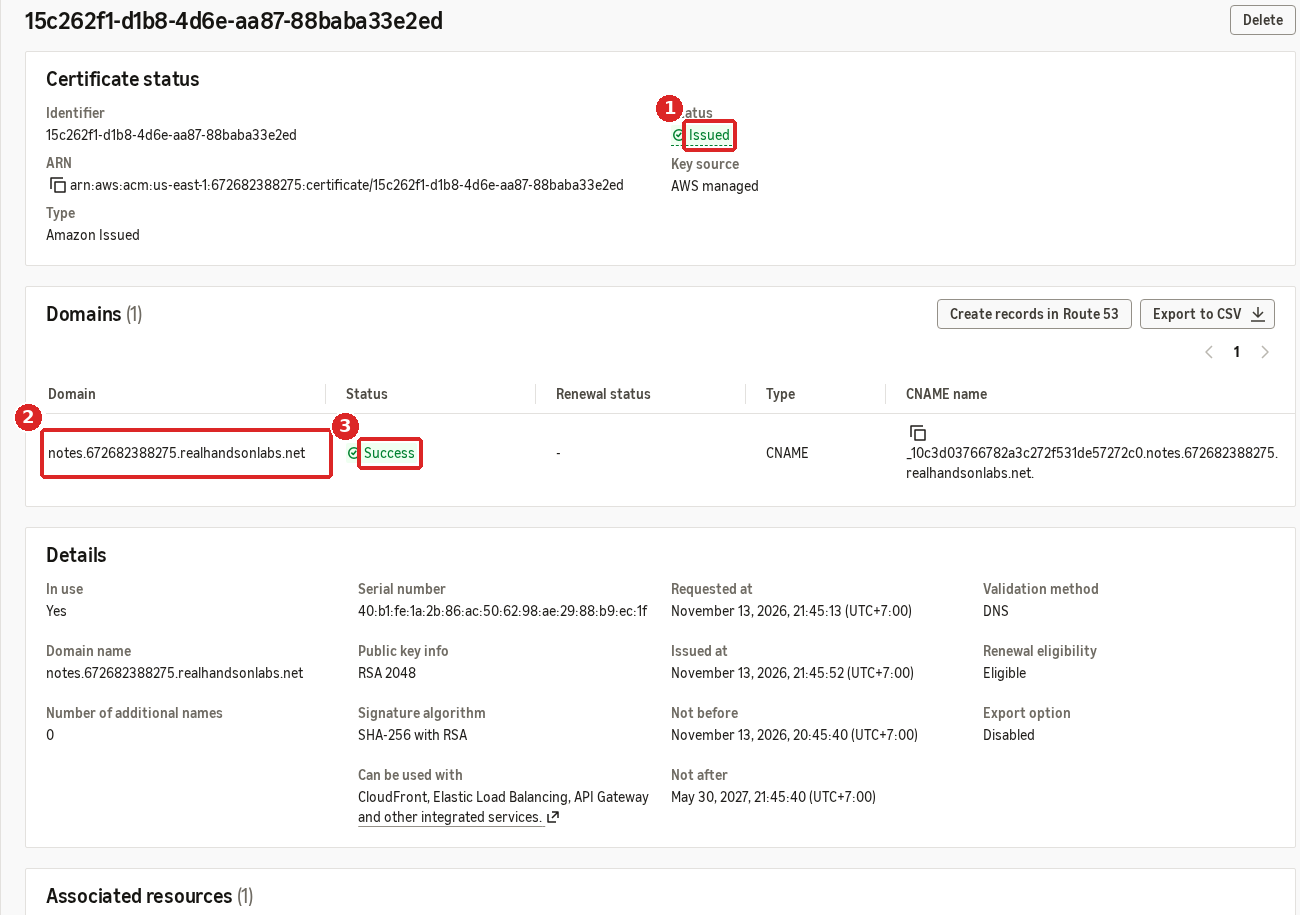 15c262f1-d1b8-4d6e-aa87-88baba33e2ed
Delete
Certificate status
Identifier
15c262f1-d1b8-4d6e-aa87-88baba33e2ed
ARN
arn:aws:acm:us-east-1:672682388275:certificate/15c262f1-d1b8-4d6e-aa87-88baba33e2ed
Type
Amazon Issued
1
atus
Issued
Key source
AWS managed
Domains (1)
Create records in Route 53
Export to CSV
1
Domain
Status
Renewal status
Type
CNAME name
2
notes.672682388275.realhandsonlabs.net
3
Success
-
CNAME
_10c3d03766782a3c272f531de57272c0.notes.672682388275.
realhandsonlabs.net.
Details
In use
Yes
Serial number
40:b1:fe:1a:2b:86:ac:50:62:98:ae:29:88:b9:ec:1f
Requested at
November 13, 2026, 21:45:13 (UTC+7:00)
Validation method
DNS
Domain name
notes.672682388275.realhandsonlabs.net
Public key info
RSA 2048
Issued at
November 13, 2026, 21:45:52 (UTC+7:00)
Renewal eligibility
Eligible
Number of additional names
0
Signature algorithm
SHA-256 with RSA
Not before
November 13, 2026, 20:45:40 (UTC+7:00)
Export option
Disabled
Can be used with
CloudFront, Elastic Load Balancing, API Gateway
and other integrated services.
Not after
May 30, 2027, 21:45:40 (UTC+7:00)
Associated resources (1)